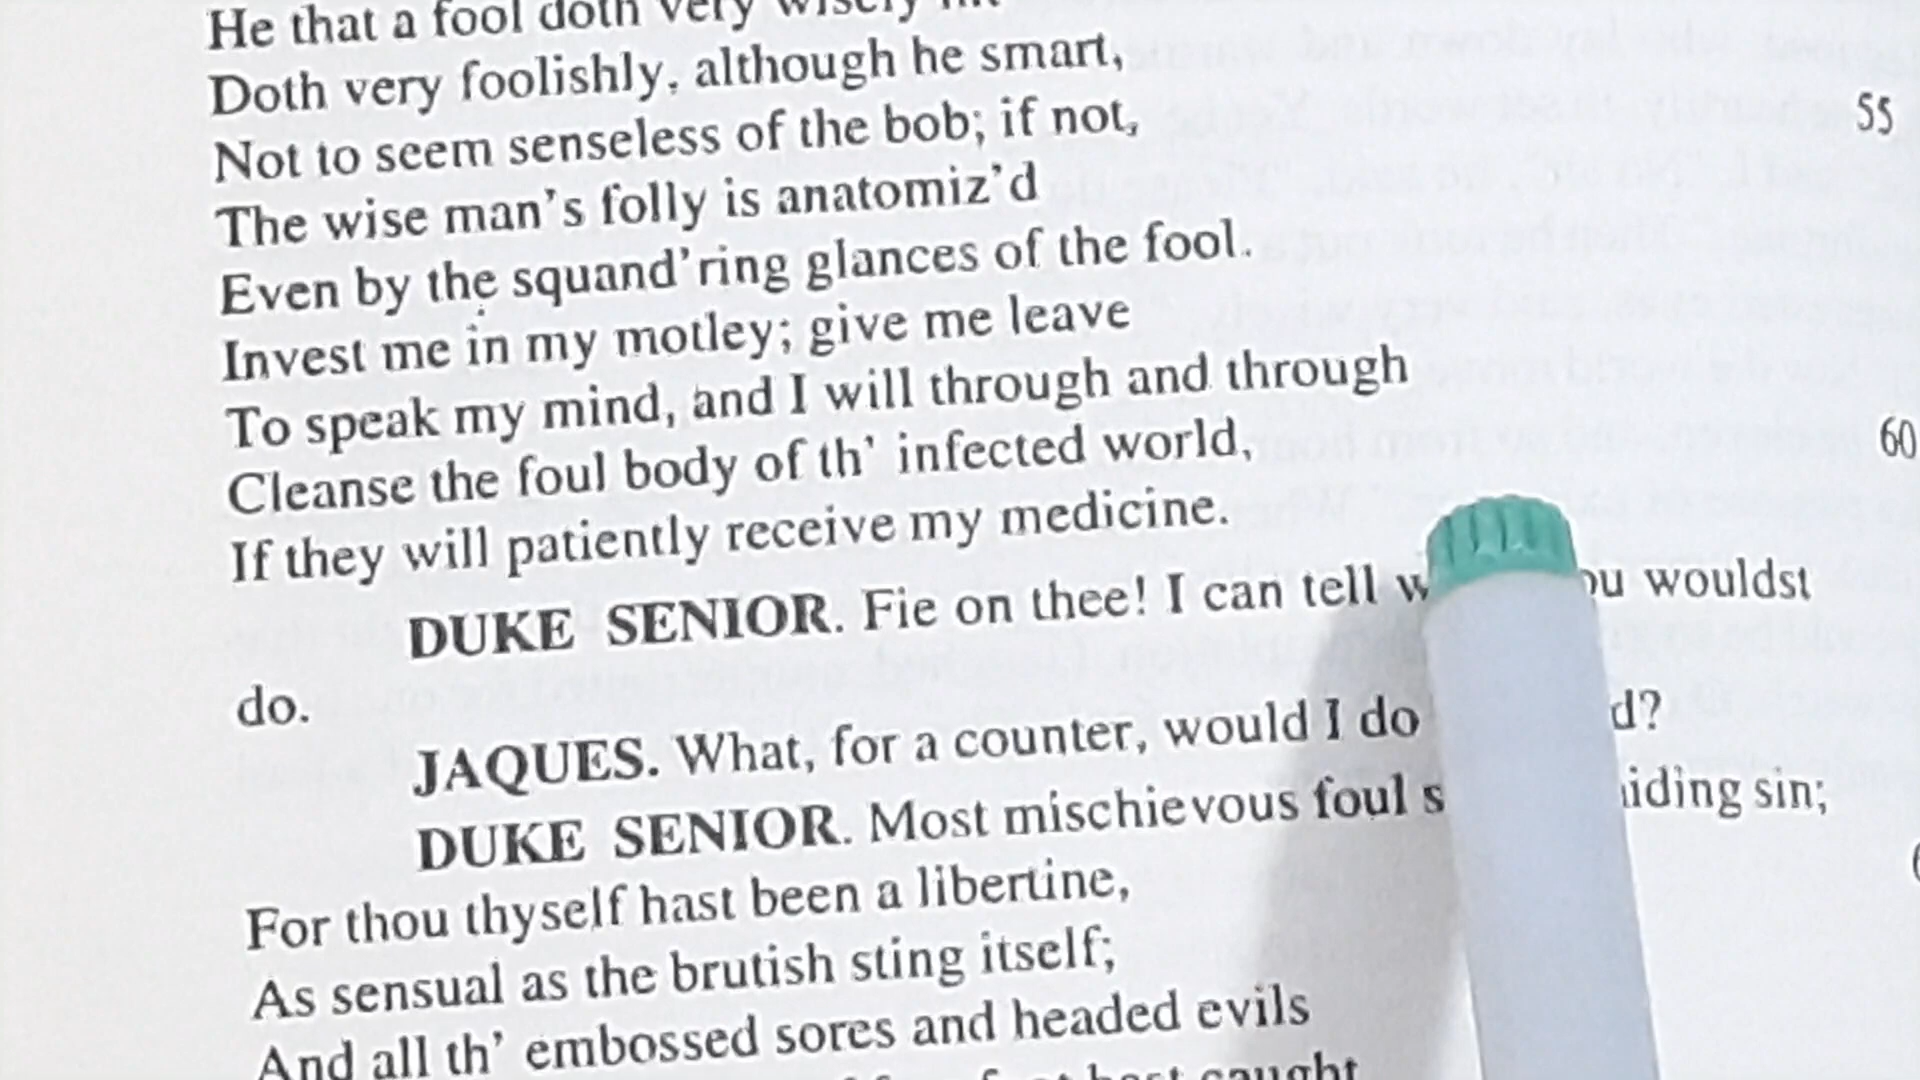 He that a fool doth very wisely hit
Doth very foolishly, although he smart,
Not to seem senseless of the bob; if not,
55
The wise man's folly is anatomiz'd
Even by the squand'ring glances of the fool.
Invest me in my motley; give me leave
To speak my mind, and I will through and through
Cleanse the foul body of th' infected world,
60
If they will patiently receive my medicine.
DUKE SENIOR. Fie on thee! I can tell wouldst
do.
JAQUES. What, for a counter, would I do
DUKE SENIOR. Most mischievous foul sin;
For thou thyself hast been a libertine,
As sensual as the brutish sting itself;
And all th' embossed sores and headed evils
caught